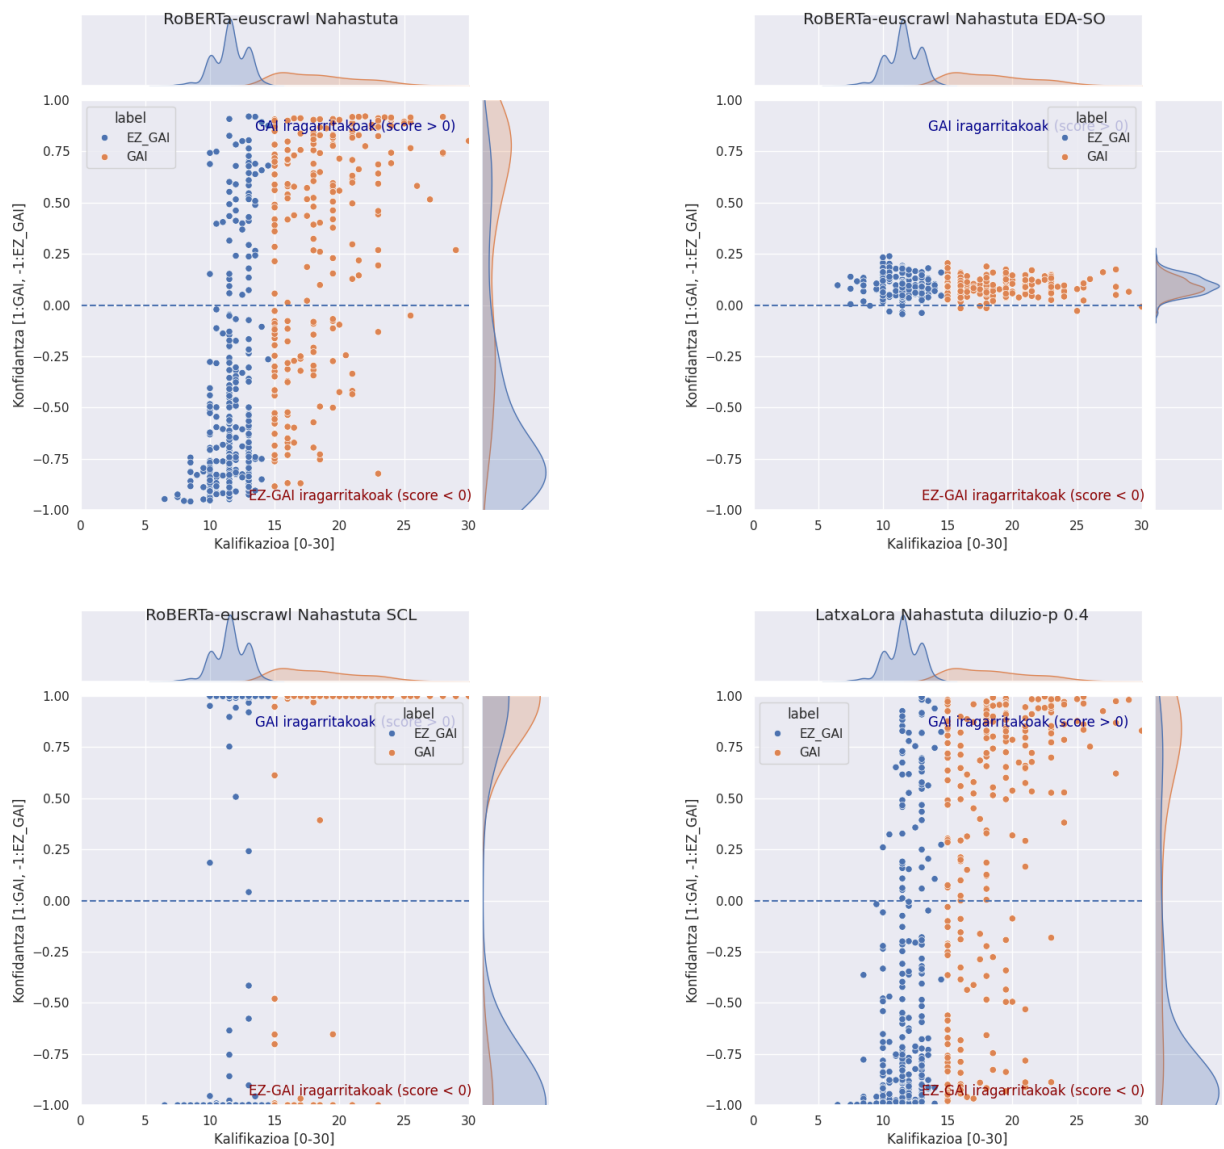 RoBERTa-euscrawl Nahastuta
1.00
0.75
0.50
0.25
0.00
−0.25
−0.50
−0.75
−1.00
Konfidantza [1:GAI, -1:EZ_GAI]
label
EZ_GAI
GAI
GAI iragarritakoak (score > 0)
EZ-GAI iragarritakoak (score < 0)
0 5 10 15 20 25 30
Kalifikazioa [0-30]
RoBERTa-euscrawl Nahastuta EDA-SO
1.00
0.75
0.50
0.25
0.00
−0.25
−0.50
−0.75
−1.00
Konfidantza [1:GAI, -1:EZ_GAI]
GAI iragarritakoak (score > 0)
label
EZ_GAI
GAI
EZ-GAI iragarritakoak (score < 0)
0 5 10 15 20 25 30
Kalifikazioa [0-30]
RoBERTa-euscrawl Nahastuta SCL
1.00
0.75
0.50
0.25
0.00
−0.25
−0.50
−0.75
−1.00
Konfidantza [1:GAI, -1:EZ_GAI]
GAI iragarritakoak (score > 0)
label
EZ_GAI
GAI
EZ-GAI iragarritakoak (score < 0)
0 5 10 15 20 25 30
Kalifikazioa [0-30]
LatxaLora Nahastuta diluzio-p 0.4
1.00
0.75
0.50
0.25
0.00
−0.25
−0.50
−0.75
−1.00
Konfidantza [1:GAI, -1:EZ_GAI]
label
EZ_GAI
GAI
GAI iragarritakoak (score > 0)
EZ-GAI iragarritakoak (score < 0)
0 5 10 15 20 25 30
Kalifikazioa [0-30]